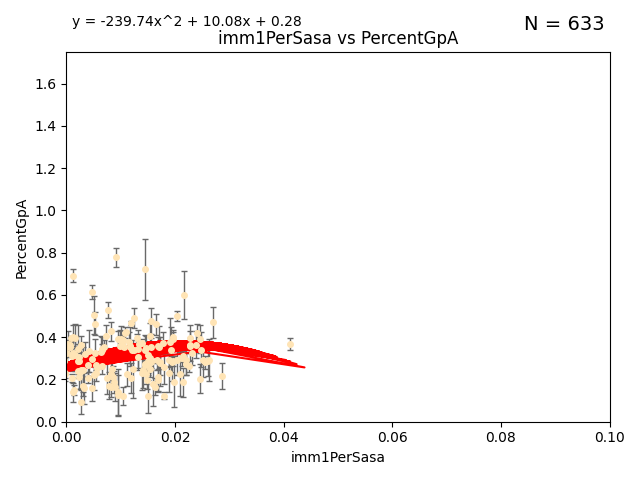 y = -239.74x^2 + 10.08x + 0.28
N = 633
imm1PerSasa vs PercentGpA
PercentGpA
1.6
1.4
1.2
1.0
0.8
0.6
0.4
0.2
0.0
0.00 0.02 0.04 0.06 0.08 0.10
imm1PerSasa